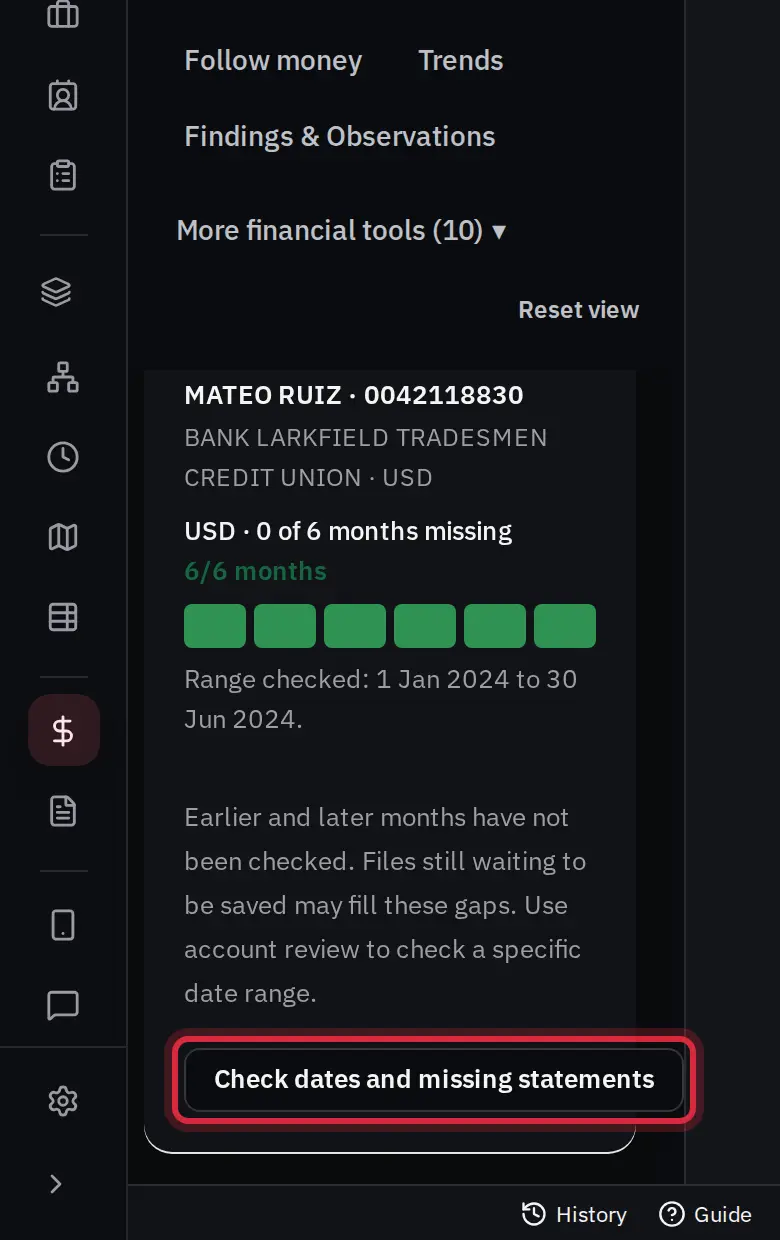 Follow money Trends
Findings & Observations
More financial tools (10) ▾
Reset view
MATEO RUIZ · 0042118830
BANK LARKFIELD TRADESMEN
CREDIT UNION · USD
USD · 0 of 6 months missing
6/6 months
Range checked: 1 Jan 2024 to 30
Jun 2024.
Earlier and later months have not
been checked. Files still waiting to
be saved may fill these gaps. Use
account review to check a specific
date range.
Check dates and missing statements
History Guide